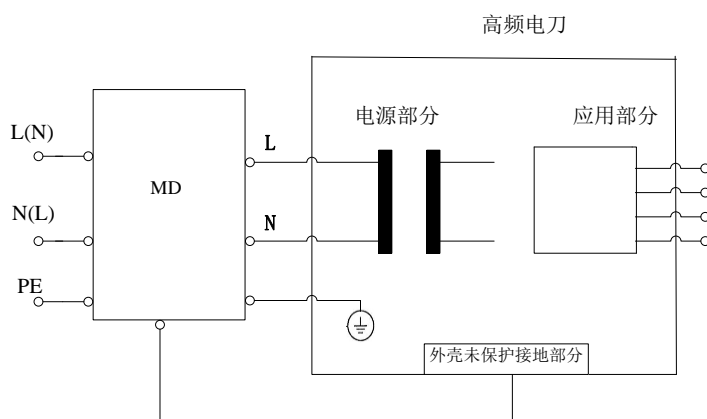 高频电刀
电源部分
应用部分
L(N)
L
MD
N(L)
N
PE
外壳未保护接地部分